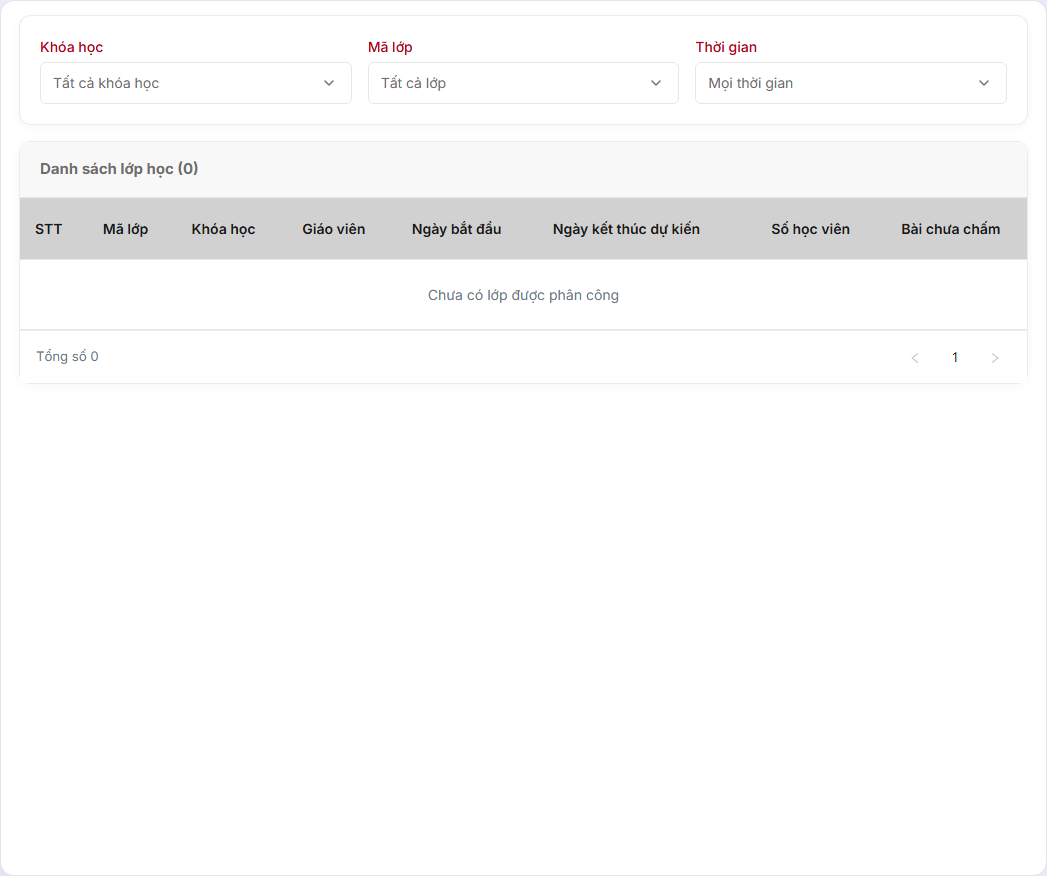 Khóa học Mã lớp Thời gian
Tất cả khóa học Tất cả lớp Mọi thời gian
Danh sách lớp học (0)
STT Mã lớp Khóa học Giáo viên Ngày bắt đầu Ngày kết thúc dự kiến Số học viên Bài chưa chấm
Chưa có lớp được phân công
Tổng số 0 1